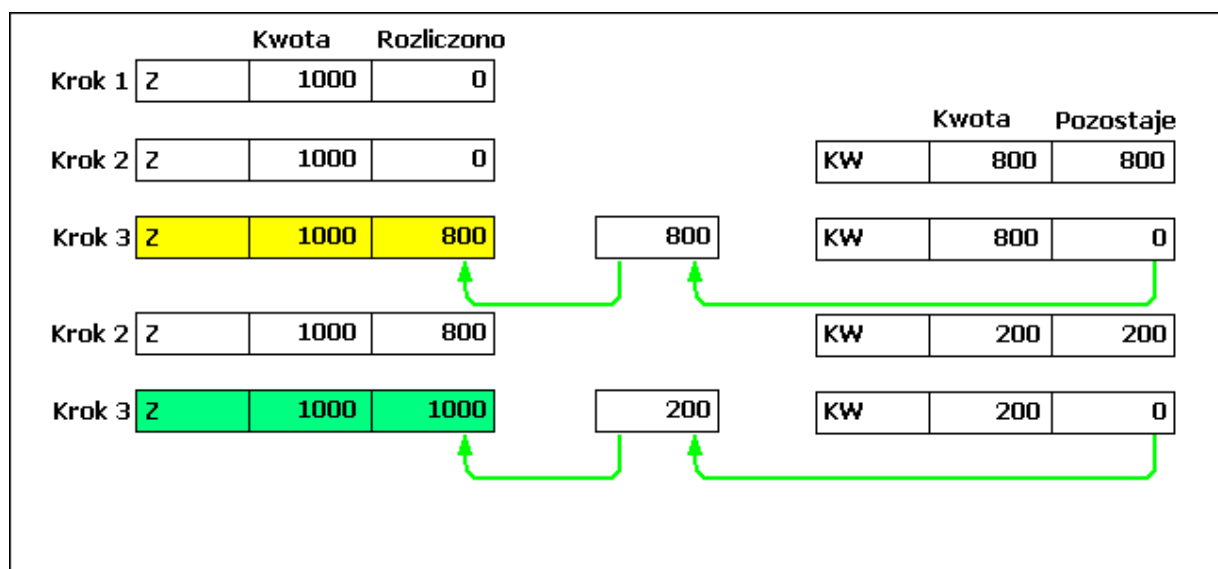 Kwota Rozliczono
Krok 1 Z 1000 0
Kwota Pozostaje
Krok 2 Z 1000 0 KW 800 800
Krok 3 Z 1000 800 800 KW 800 0
Krok 2 Z 1000 800 KW 200 200
Krok 3 Z 1000 1000 200 KW 200 0